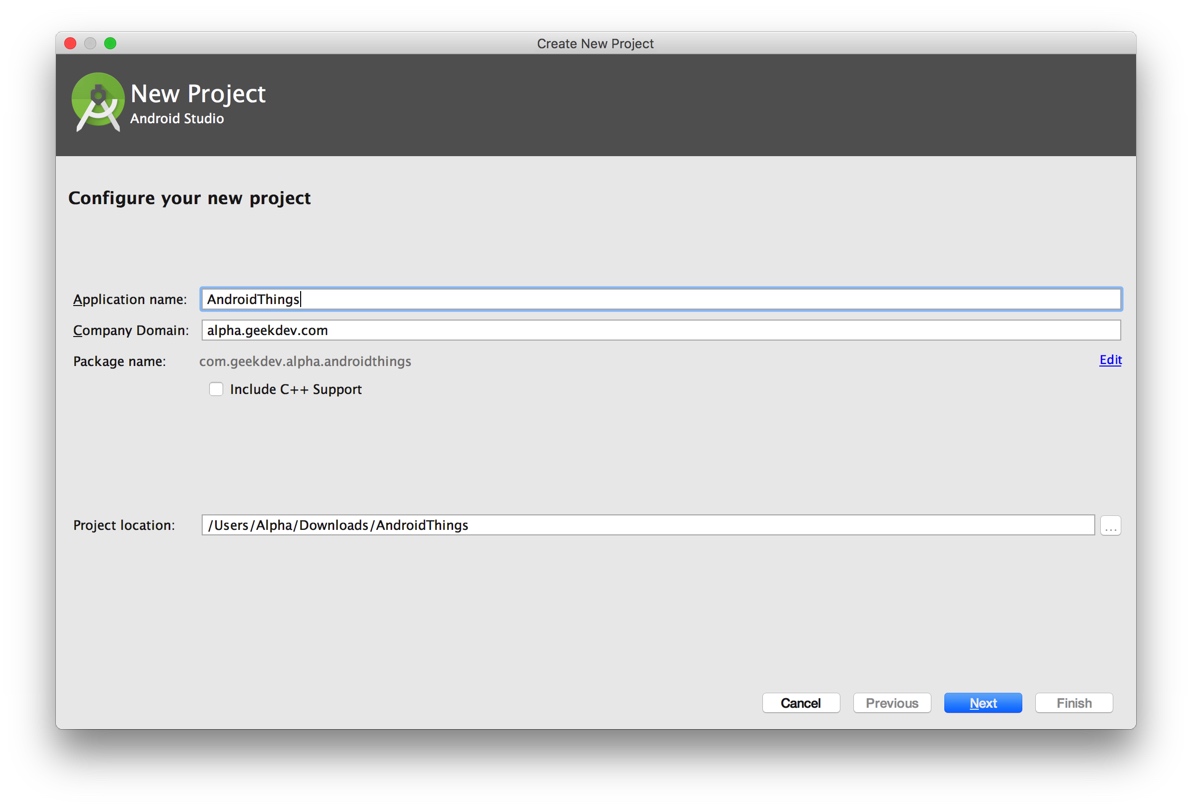 Create New Project
New Project
Android Studio
Configure your new project
Application name: AndroidThings
Company Domain: alpha.geekdev.com
Package name: com.geekdev.alpha.androidthings Edit
Include C++ Support
Project location: /Users/Alpha/Downloads/AndroidThings ...
Cancel Previous Next Finish